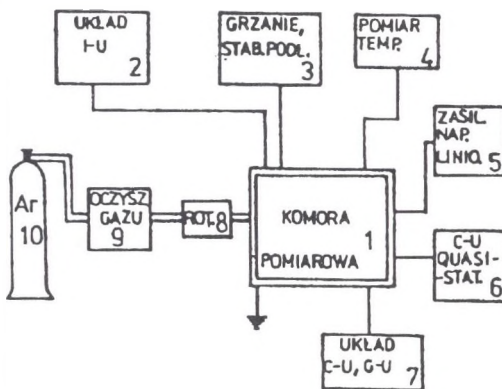 UKŁAD
I-U
2
GRZANIE,
STAB. PODŁ.
3
POMIAR
TEMP.
4
ZASIL.
NAP.
LINIO.
5
Ar
10
OCZYSZ.
GAZU
9
ROT.
8
KOMORA
1
POMIAROWA
C-U
QUASI-
-STAT.
6
UKŁAD
C-U, G-U
7